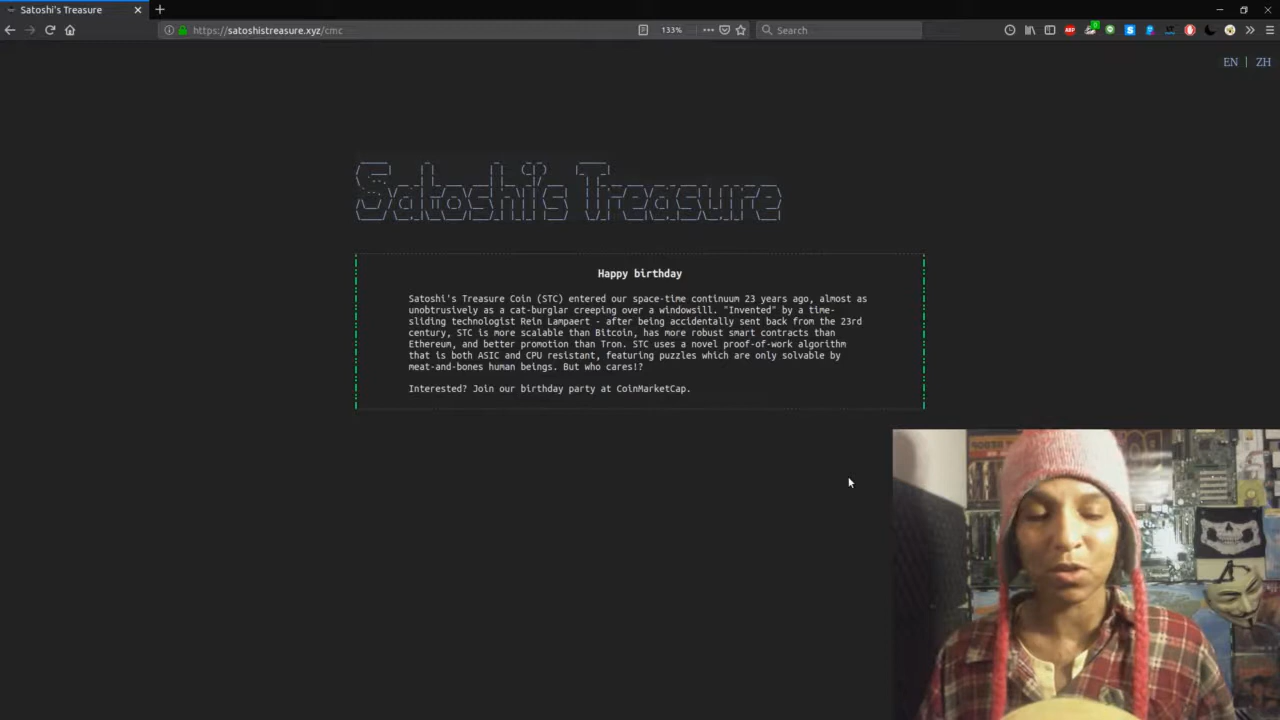 Satoshi's Treasure
https://satoshistreasure.xyz/cmc
133%
Search
EN | ZH
Satoshi's Treasure
Happy birthday
Satoshi's Treasure Coin (STC) entered our space-time continuum 23 years ago, almost as
unobtrusively as a cat-burglar creeping over a windowsill. "Invented" by a time-
sliding technologist Rein Lampaert - after being accidentally sent back from the 23rd
century, STC is more scalable than Bitcoin, has more robust smart contracts than
Ethereum, and better promotion than Tron. STC uses a novel proof-of-work algorithm
that is both ASIC and CPU resistant, featuring puzzles which are only solvable by
meat-and-bones human beings. But who cares!?
Interested? Join our birthday party at CoinMarketCap.